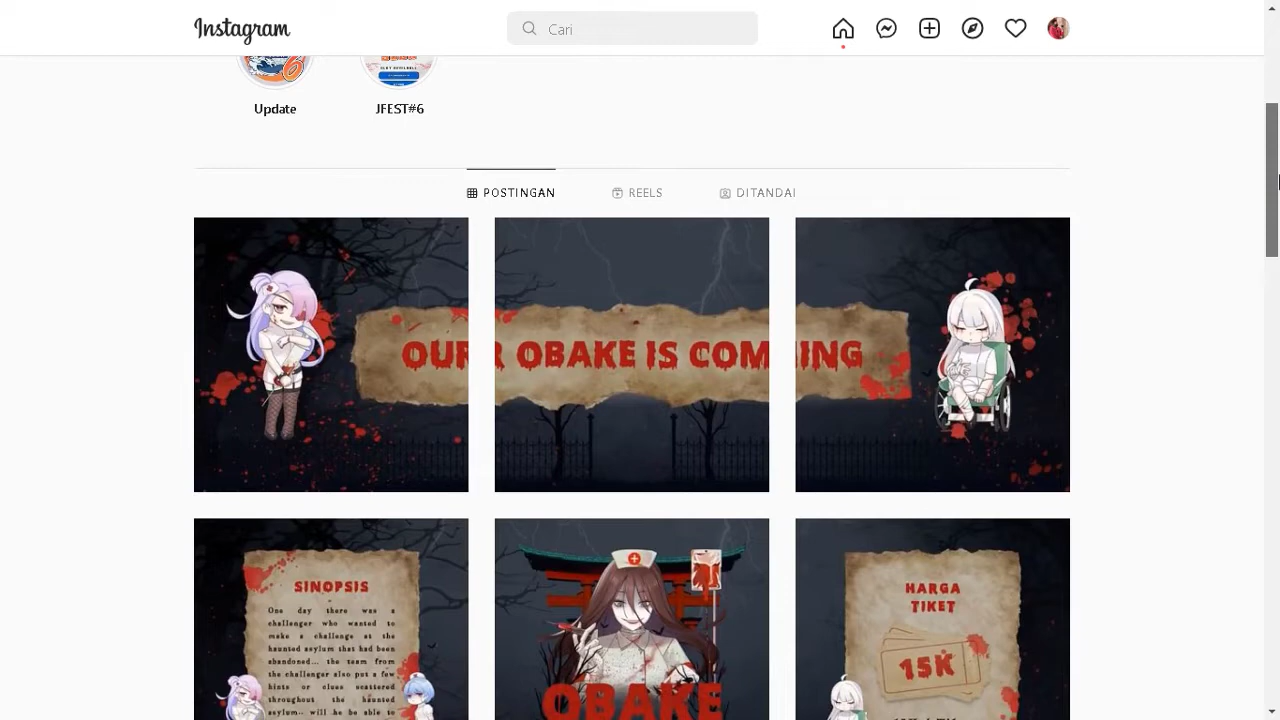 Instagram
Cari
6
Update
JFEST#6
POSTINGAN
REELS
DITANDAI
OUR
R OBAKE IS COM
ING
SINOPSIS
One day there was a
challenger who wanted to
make a challenge at the
haunted asylum that had been
abandoned... the team from
the challenger also put a few
hints or clues scattered
throughout the haunted
asylum.. will he be able to
OBAKE
HARGA
TIKET
15K